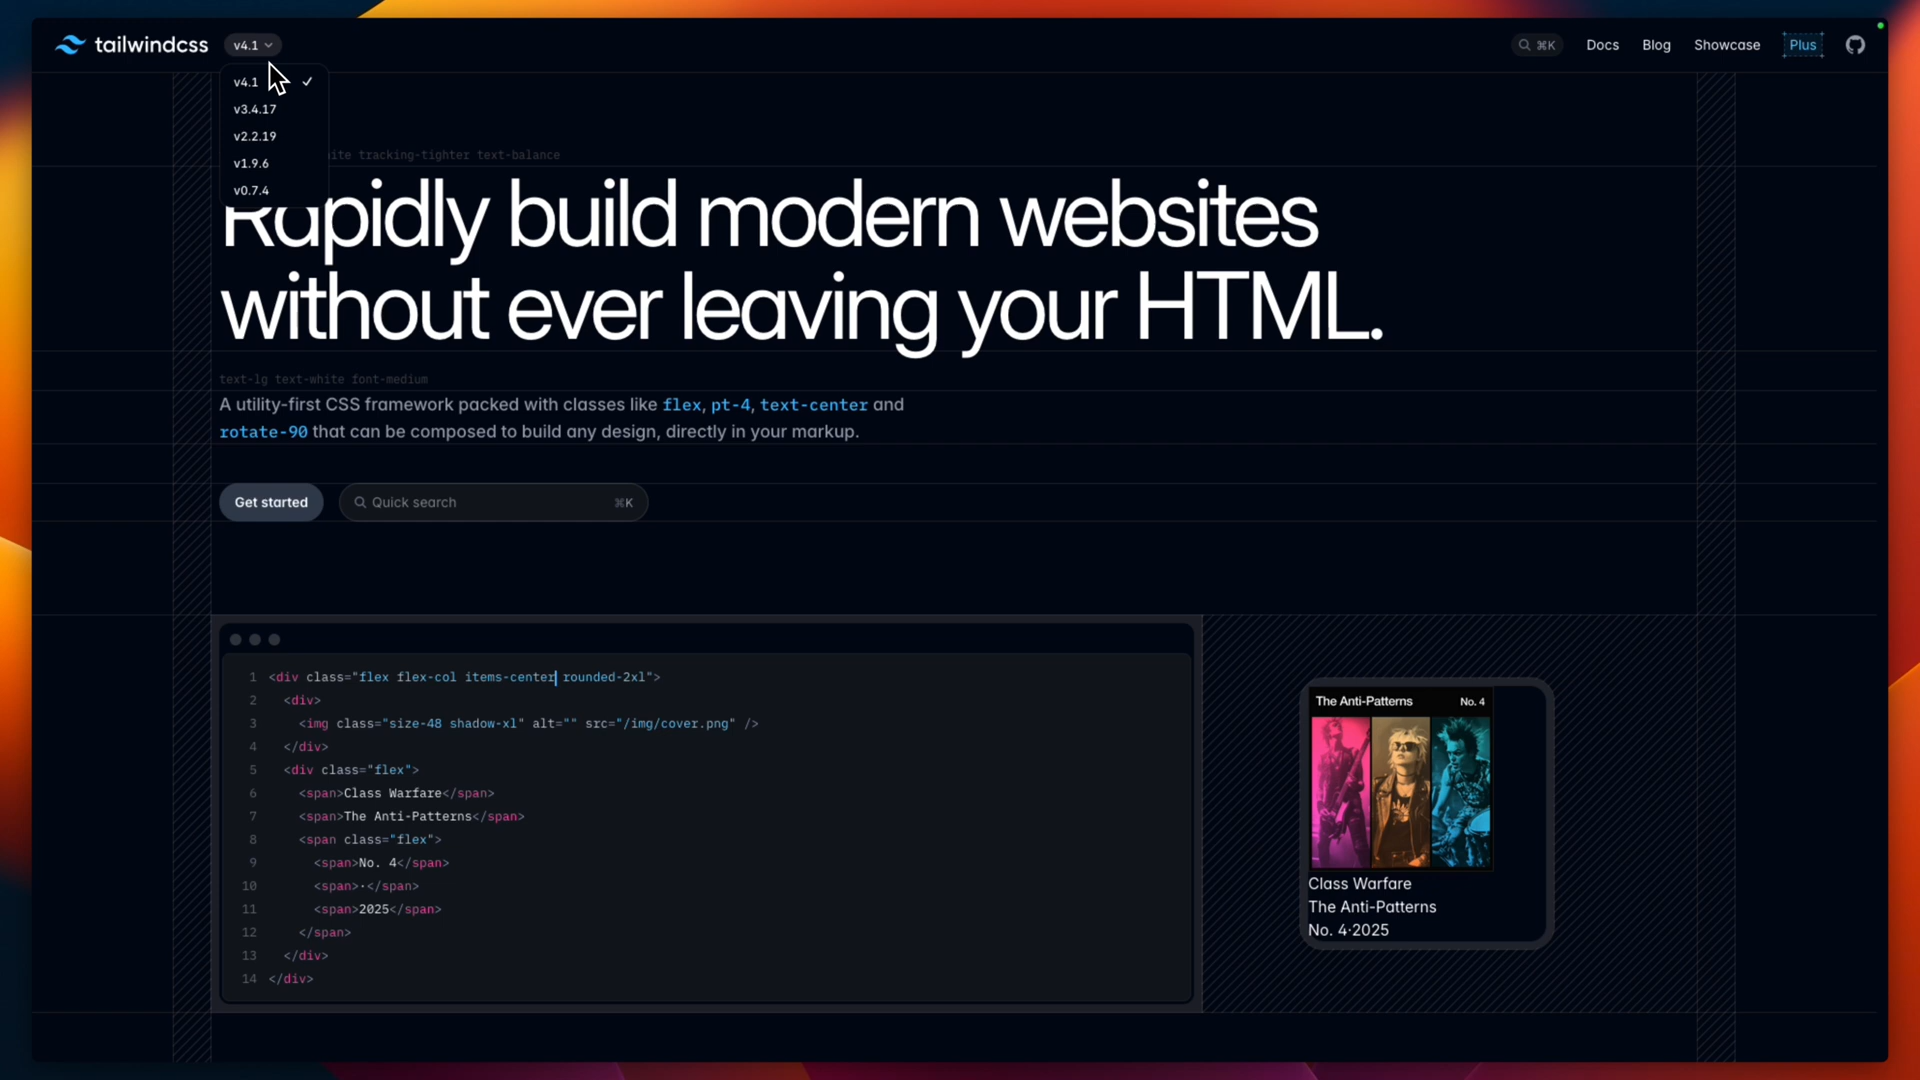 tailwindcss v4.1
⌘K Docs Blog Showcase Plus
v4.1 ✓
v3.4.17
v2.2.19
v1.9.6
v0.7.4
tracking-tighter text-balance
Rapidly build modern websites
without ever leaving your HTML.
text-lg text-white font-medium
A utility-first CSS framework packed with classes like flex, pt-4, text-center and
rotate-90 that can be composed to build any design, directly in your markup.
Get started
Quick search ⌘K
1 <div class="flex flex-col items-center rounded-2xl">
2 <div>
3 <img class="size-48 shadow-xl" alt="" src="/img/cover.png" />
4 </div>
5 <div class="flex">
6 <span>Class Warfare</span>
7 <span>The Anti-Patterns</span>
8 <span class="flex">
9 <span>No. 4</span>
10 <span>·</span>
11 <span>2025</span>
12 </span>
13 </div>
14 </div>
The Anti-Patterns No. 4
Class Warfare
The Anti-Patterns
No. 4·2025